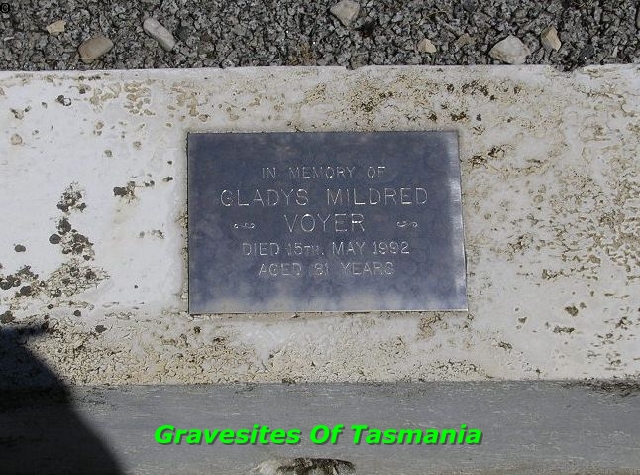 IN MEMORY OF
GLADYS MILDRED
VOYER
DIED 15TH. MAY 1992
AGED 81 YEARS
Gravesites Of Tasmania